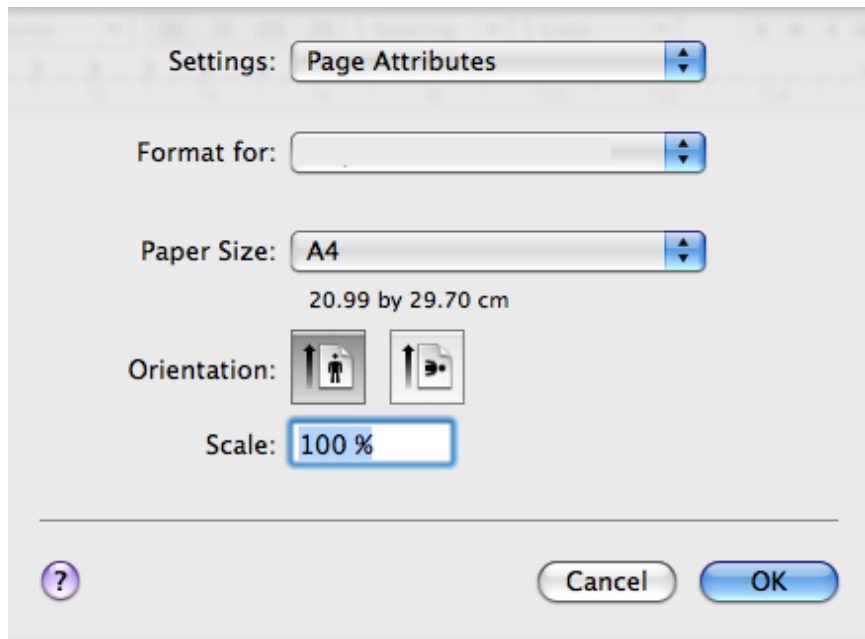 Settings: Page Attributes
Format for:
Paper Size: A4
20.99 by 29.70 cm
Orientation:
Scale: 100 %
? Cancel OK